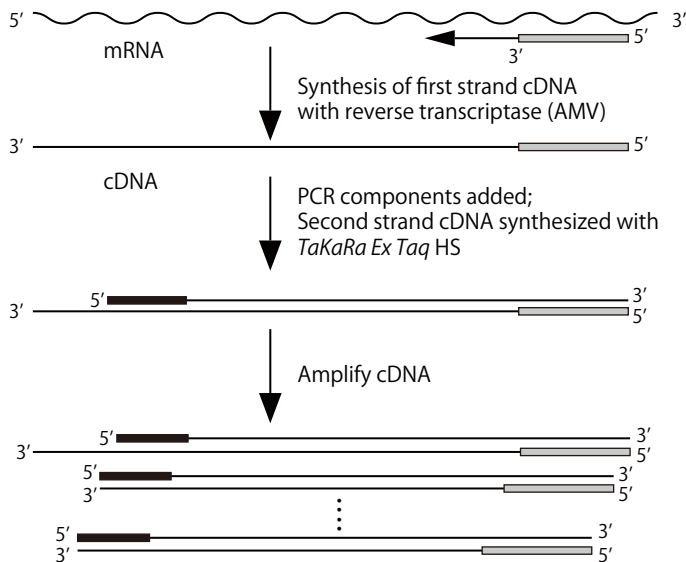 5′ 3′
mRNA 3′ 5′
Synthesis of first strand cDNA
with reverse transcriptase (AMV)
3′ 5′
cDNA
PCR components added;
Second strand cDNA synthesized with
TaKaRa Ex Taq HS
5′ 3′
3′ 5′
Amplify cDNA
5′ 3′
3′ 5′
5′ 3′
3′ 5′
5′ 3′
3′ 5′